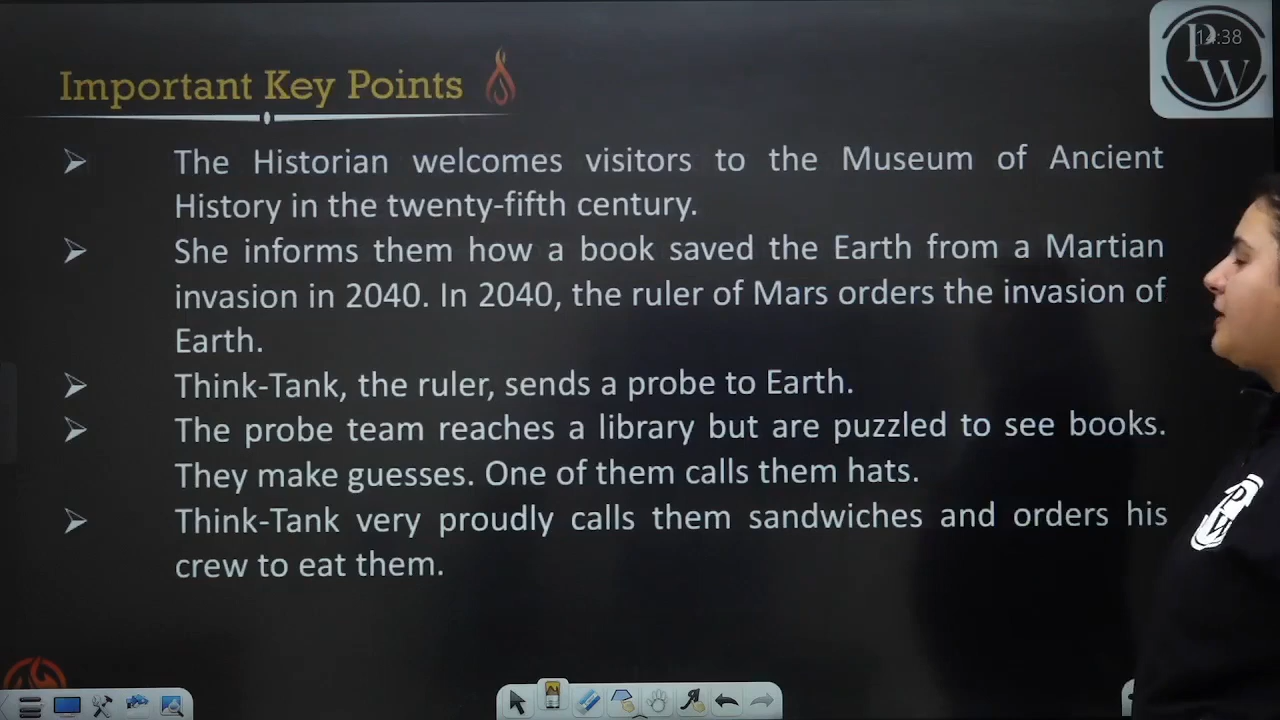 Important Key Points
14:38
PW
➢ The Historian welcomes visitors to the Museum of Ancient
History in the twenty-fifth century.
➢ She informs them how a book saved the Earth from a Martian
invasion in 2040. In 2040, the ruler of Mars orders the invasion of
Earth.
➢ Think-Tank, the ruler, sends a probe to Earth.
➢ The probe team reaches a library but are puzzled to see books.
They make guesses. One of them calls them hats.
➢ Think-Tank very proudly calls them sandwiches and orders his
crew to eat them.
PW